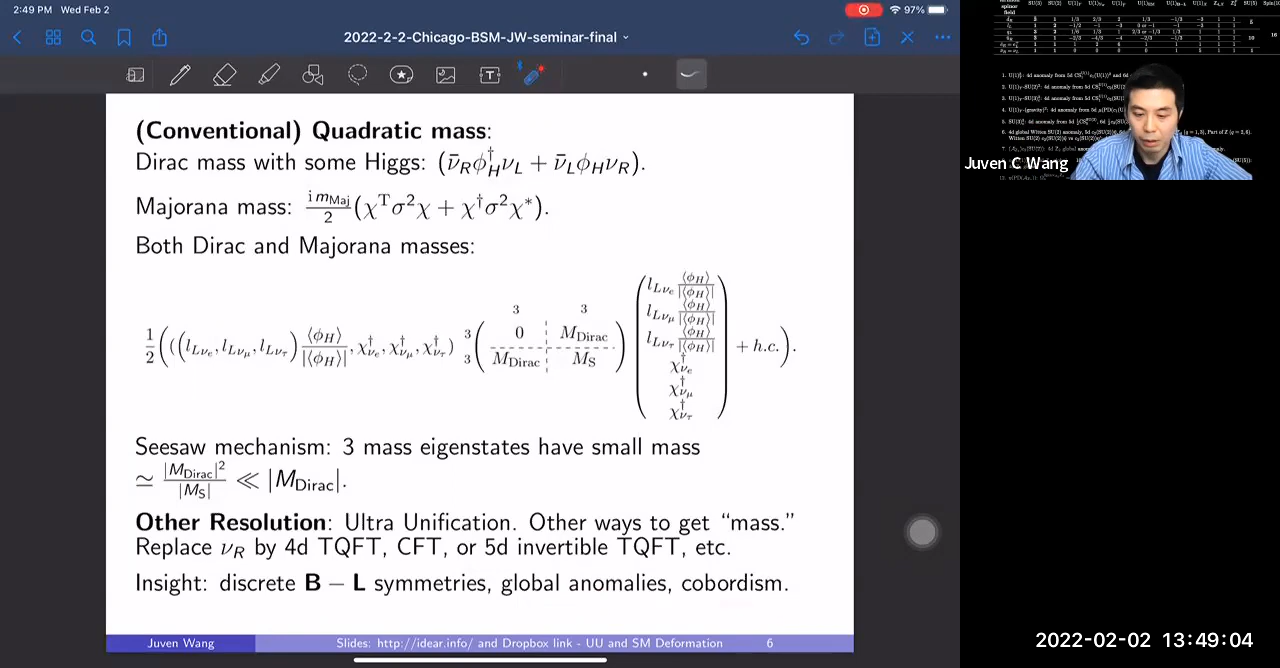 2:49 PM Wed Feb 2
97%
2022-2-2-Chicago-BSM-JW-seminar-final
(Conventional) Quadratic mass:
Dirac mass with some Higgs: (ν̄_R ϕ_H^† ν_L + ν̄_L ϕ_H ν_R).
Majorana mass: i m_Maj / 2 (χ^T σ^2 χ + χ^† σ^2 χ^*).
Both Dirac and Majorana masses:
1/2 (((l_{Lν_e}, l_{Lν_μ}, l_{Lν_τ}) ⟨ϕ_H⟩/|⟨ϕ_H⟩|, χ^†_{ν_e}, χ^†_{ν_μ}, χ^†_{ν_τ}) 3 3 ( 3 3 0 M_Dirac M_Dirac M_S ) ( l_{Lν_e} ⟨ϕ_H⟩/|⟨ϕ_H⟩| l_{Lν_μ} ⟨ϕ_H⟩/|⟨ϕ_H⟩| l_{Lν_τ} ⟨ϕ_H⟩/|⟨ϕ_H⟩| χ^†_{ν_e} χ^†_{ν_μ} χ^†_{ν_τ} ) + h.c.).
Seesaw mechanism: 3 mass eigenstates have small mass
≃ |M_Dirac|^2 / |M_S| ≪ |M_Dirac|.
Other Resolution: Ultra Unification. Other ways to get “mass.”
Replace ν_R by 4d TQFT, CFT, or 5d invertible TQFT, etc.
Insight: discrete B − L symmetries, global anomalies, cobordism.
Juven Wang Slides: http://idear.info/ and Dropbox link - UU and SM Deformation 6
Juven C Wang
2022-02-02 13:49:04